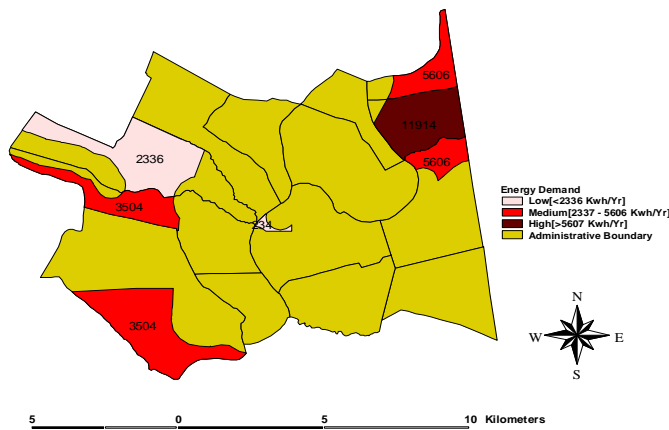 5606
11914
5606
2336
3504
234
3504
Energy Demand
Low[<2336 Kwh/Yr]
Medium[2337 - 5606 Kwh/Yr]
High[>5607 Kwh/Yr]
Administrative Boundary
N
W E
S
5 0 5 10 Kilometers